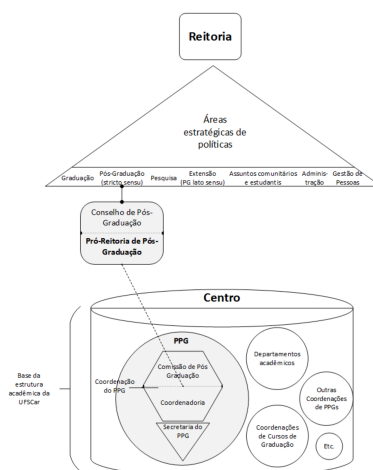 Reitoria
Áreas
estratégicas de
políticas
Graduação
Pós-Graduação
(stricto sensu)
Pesquisa
Extensão
(PG lato sensu)
Assuntos comunitários
e estudantis
Adminis-
tração
Gestão de
Pessoas
Conselho de Pós-
Graduação
Pró-Reitoria de Pós-
Graduação
Centro
Base da
estrutura
acadêmica da
UFSCar
PPG
Coordenação
do PPG
Comissão de Pós
Graduação
Coordenadoria
Secretaria do
PPG
Departamentos
acadêmicos
Outras
Coordenações
de PPGs
Coordenações
de Cursos de
Graduação
Etc.